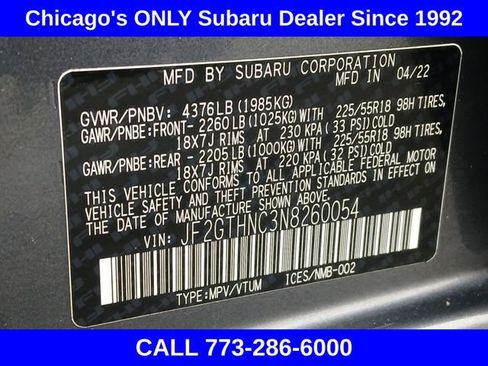 Chicago's ONLY Subaru Dealer Since 1992
MFD BY SUBARU CORPORATION
GVWR/PNBV: 4376LB (1985KG) IN 04/22
GAWR/PNBE:FRONT- 2260LB (1025KG)WITH 225/55R18 98H TIRES,
18X7J RIMS AT 230 KPA (33 PSI)COLD
GAWR/PNBE:REAR - 2205LB (1000KG)WITH 225/55R18 98H TIRES,
18X7J RIMS AT 220 KPA (32 PSI)COLD
THIS VEHICLE CONFORMS TO ALL APPLICABLE FEDERAL MOTOR
VEHICLE SAFETY AND THEFT PREVENTION STANDARDS IN EFFECT ON
THE DATE OF MANUFACTURE SHOWN ABOVE.
VIN: JF2GTHNC3N8260054
TYPE:MPV/VTUM ICES/NMB-002
CALL 773-286-6000